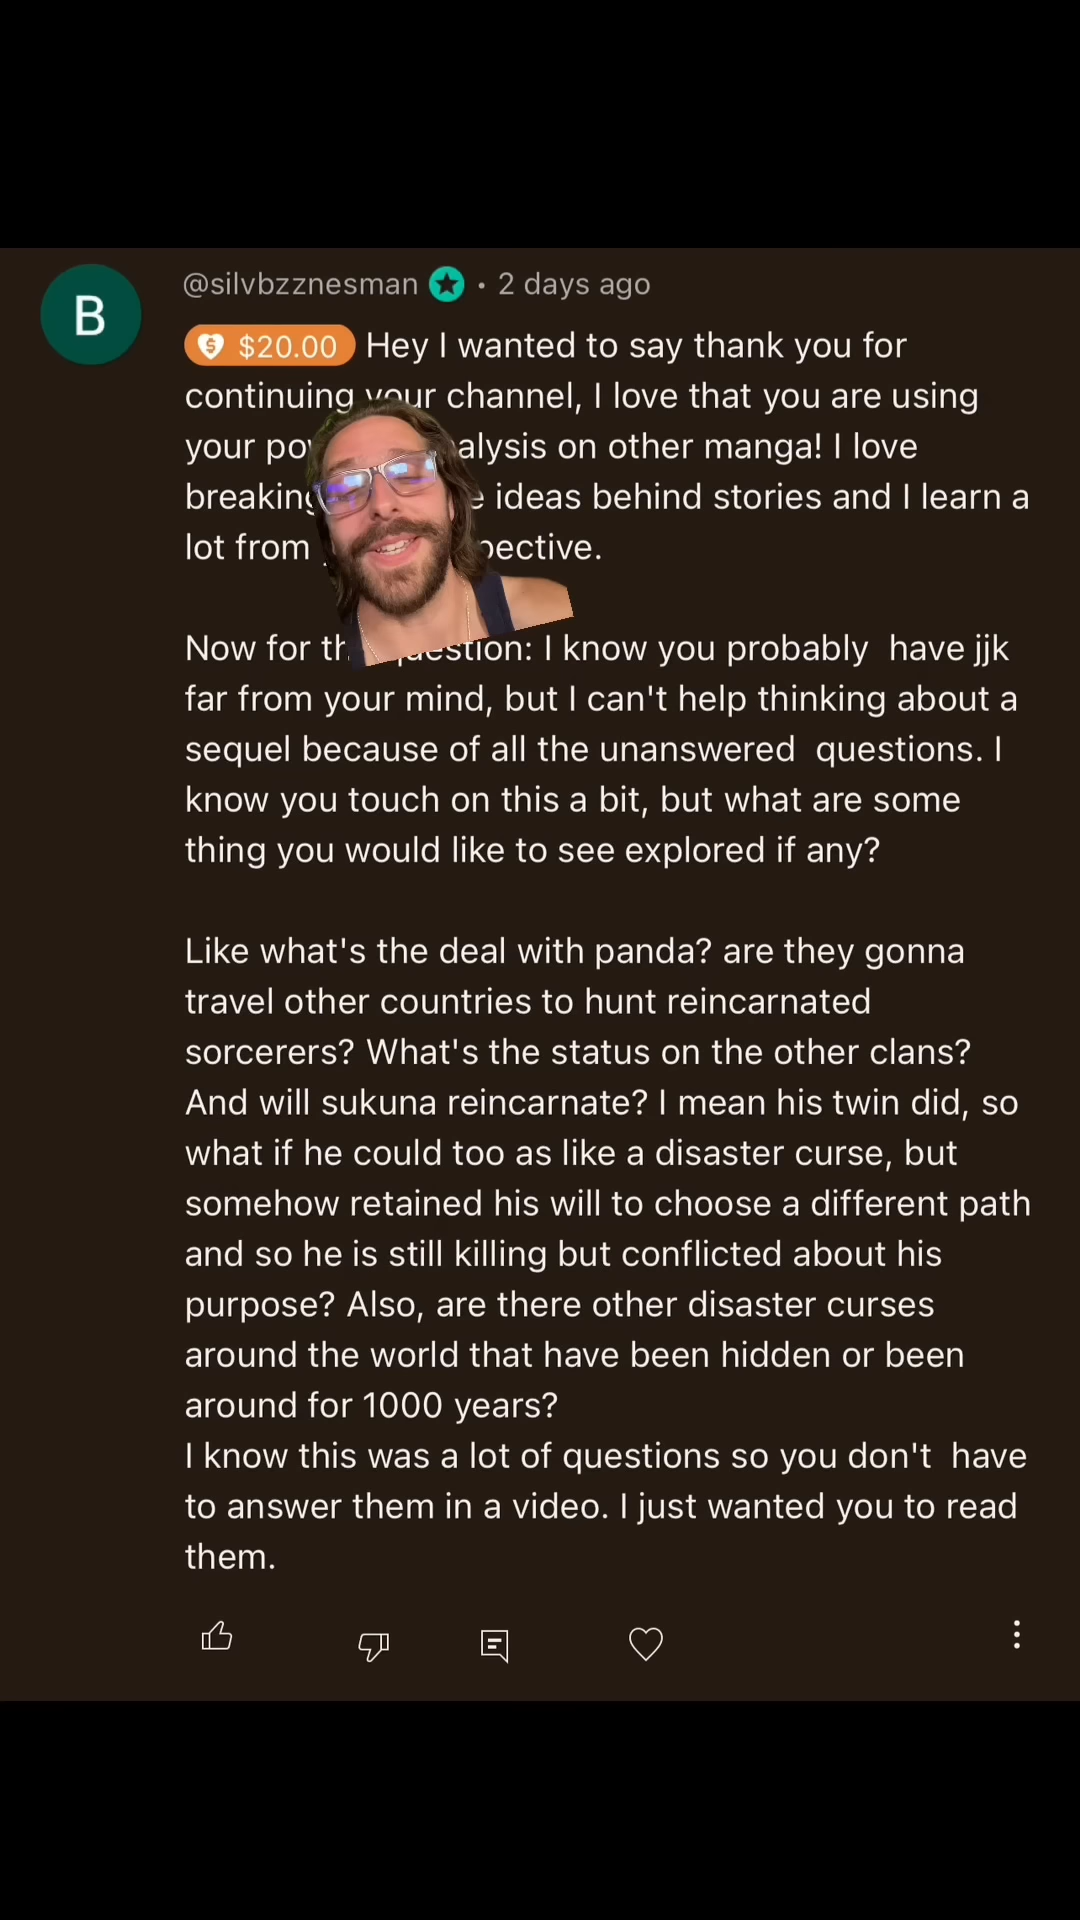 B
@silvbzznesman • 2 days ago
$20.00 Hey I wanted to say thank you for
continuing your channel, I love that you are using
your alysis on other manga! I love
breaking ideas behind stories and I learn a
lot from pective.
Now for question: I know you probably have jjk
far from your mind, but I can't help thinking about a
sequel because of all the unanswered questions. I
know you touch on this a bit, but what are some
thing you would like to see explored if any?
Like what's the deal with panda? are they gonna
travel other countries to hunt reincarnated
sorcerers? What's the status on the other clans?
And will sukuna reincarnate? I mean his twin did, so
what if he could too as like a disaster curse, but
somehow retained his will to choose a different path
and so he is still killing but conflicted about his
purpose? Also, are there other disaster curses
around the world that have been hidden or been
around for 1000 years?
I know this was a lot of questions so you don't have
to answer them in a video. I just wanted you to read
them.